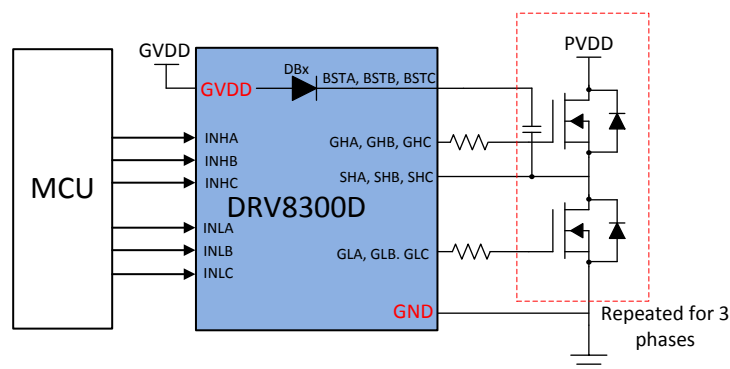 PVDD
GVDD
DBx
BSTA, BSTB, BSTC
GVDD
INHA
GHA, GHB, GHC
INHB
INHC
SHA, SHB, SHC
MCU
DRV8300D
INLA
INLB
GLA, GLB. GLC
INLC
GND
Repeated for 3
phases